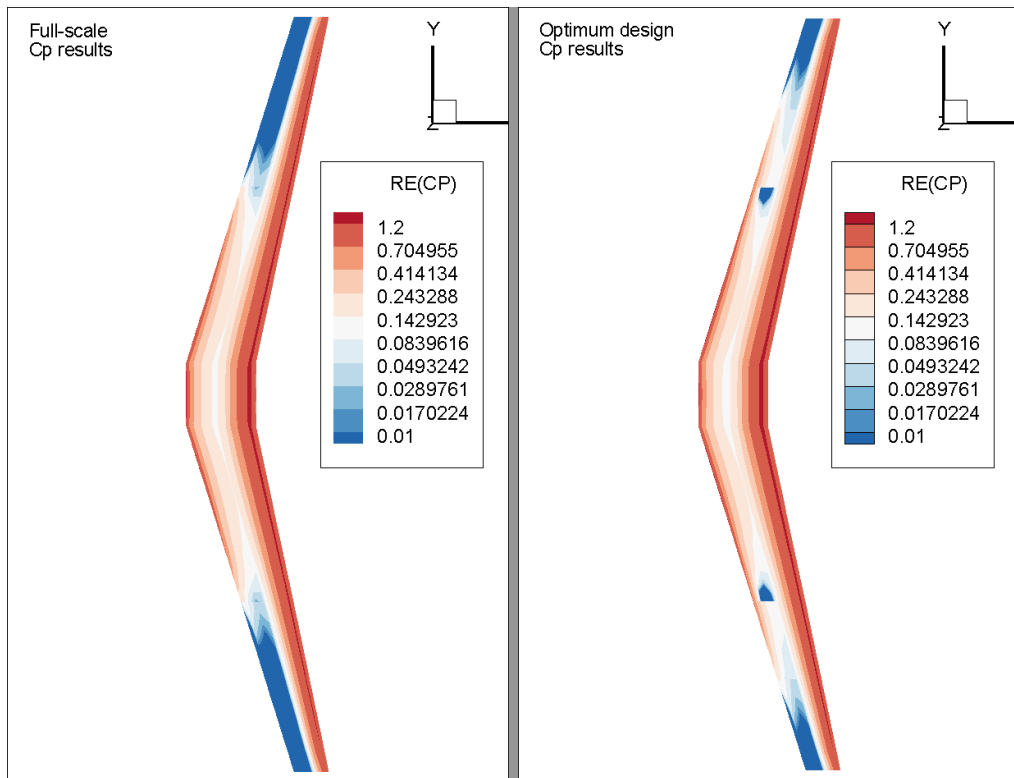 Full-scale
Cp results
Y
Z
RE(CP)
1.2
0.704955
0.414134
0.243288
0.142923
0.0839616
0.0493242
0.0289761
0.0170224
0.01
Optimum design
Cp results
Y
Z
RE(CP)
1.2
0.704955
0.414134
0.243288
0.142923
0.0839616
0.0493242
0.0289761
0.0170224
0.01